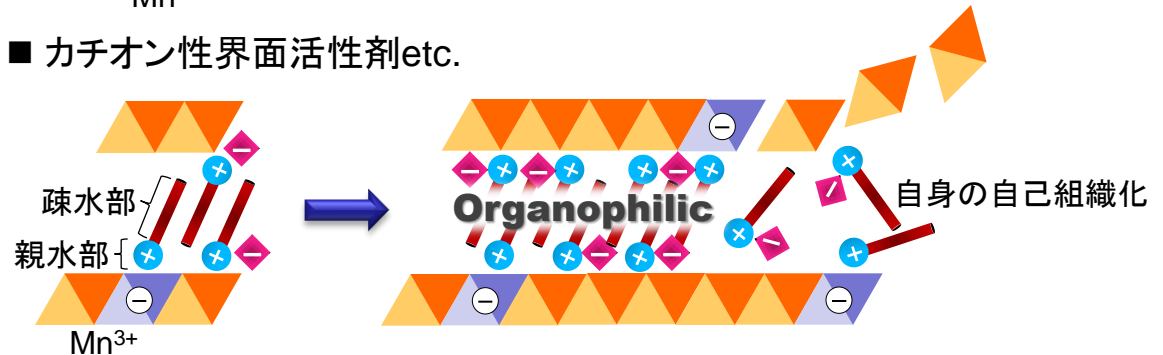 Mn
■ カチオン性界面活性剤etc.
疎水部
親水部
Mn3+
Organophilic
自身の自己組織化